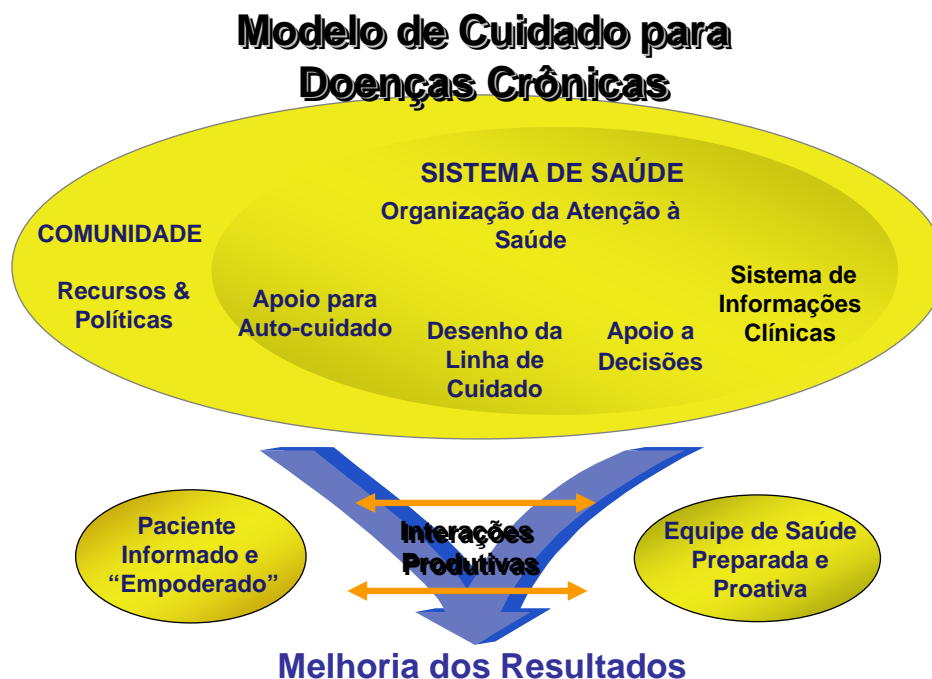 Modelo de Cuidado para
Doenças Crônicas
SISTEMA DE SAÚDE
Organização da Atenção à
Saúde
COMUNIDADE
Recursos &
Políticas
Apoio para
Auto-cuidado
Desenho da
Linha de
Cuidado
Apoio a
Decisões
Sistema de
Informações
Clínicas
Paciente
Informado e
“Empoderado”
Interações
Produtivas
Equipe de Saúde
Preparada e
Proativa
Melhoria dos Resultados